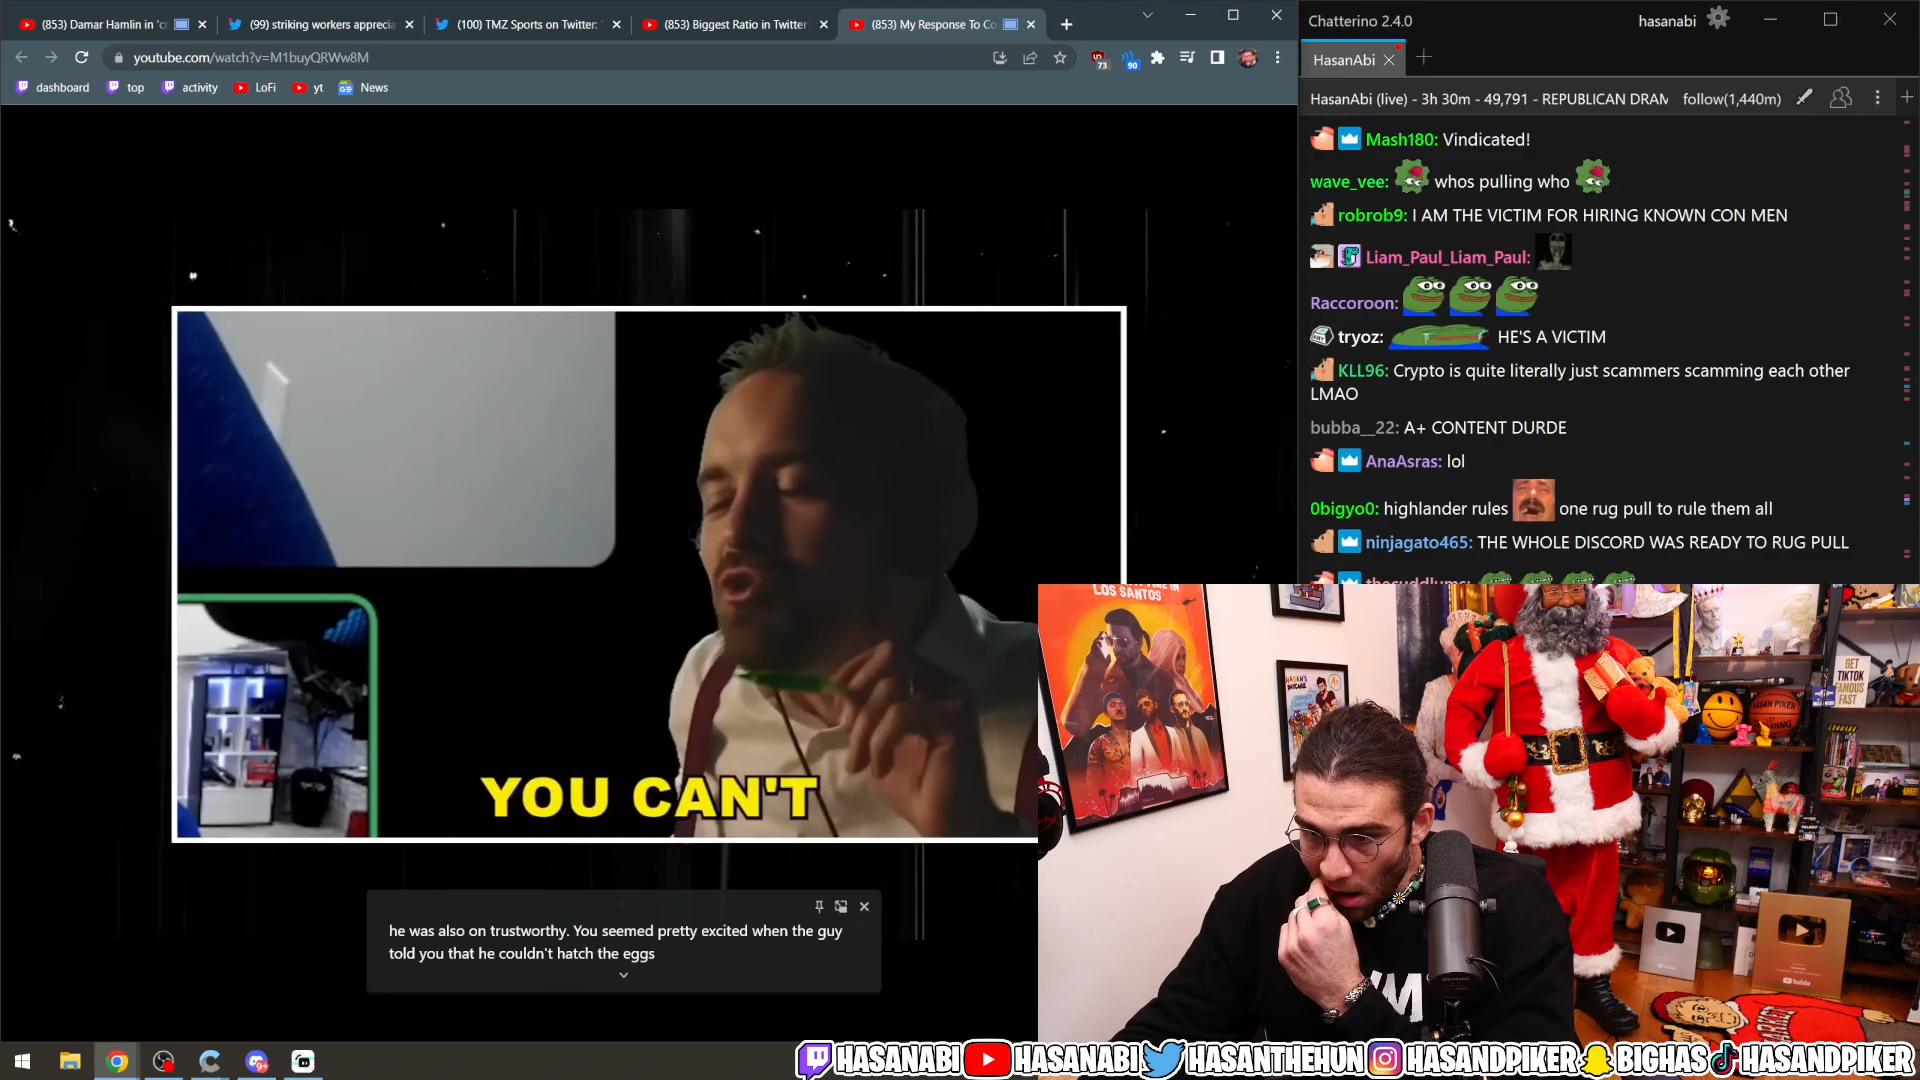 (853) Damar Hamlin in 'cr
(99) striking workers apprecia
(100) TMZ Sports on Twitter:
(853) Biggest Ratio in Twitter
(853) My Response To Co
youtube.com/watch?v=M1buyQRWw8M
73
90
dashboard
top
activity
LoFi
yt
News
YOU CAN'T
he was also on trustworthy. You seemed pretty excited when the guy
told you that he couldn't hatch the eggs
Chatterino 2.4.0
hasanabi
HasanAbi
HasanAbi (live) - 3h 30m - 49,791 - REPUBLICAN DRAM
follow(1,440m)
Mash180: Vindicated!
wave_vee: whos pulling who
robrob9: I AM THE VICTIM FOR HIRING KNOWN CON MEN
Liam_Paul_Liam_Paul:
Raccoroon:
tryoz: HE'S A VICTIM
KLL96: Crypto is quite literally just scammers scamming each other
LMAO
bubba__22: A+ CONTENT DURDE
AnaAsras: lol
0bigyo0: highlander rules one rug pull to rule them all
ninjagato465: THE WHOLE DISCORD WAS READY TO RUG PULL
LOS SANTOS
GET
TIKTOK
FAMOUS
FAST
HASAN PIKER
HASANABI
HASANABI
HASANTHEHUN
HASANDPIKER
BIGHAS
HASANDPIKER